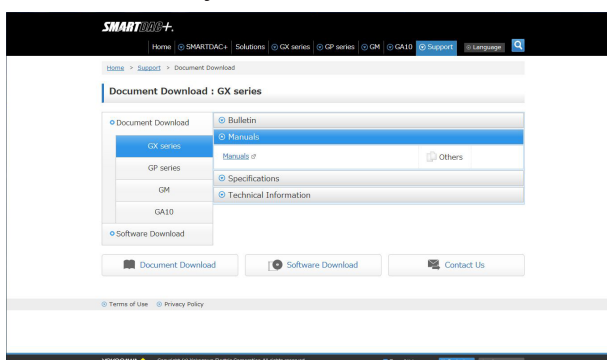 SMARTDAC+.
Home SMARTDAC+ Solutions GX series GP series GM GA10 Support Language
Home > Support > Document Download
Document Download : GX series
Document Download
GX series
GP series
GM
GA10
Software Download
Bulletin
Manuals
Manuals
Others
Specifications
Technical Information
Document Download
Software Download
Contact Us
Terms of Use Privacy Policy